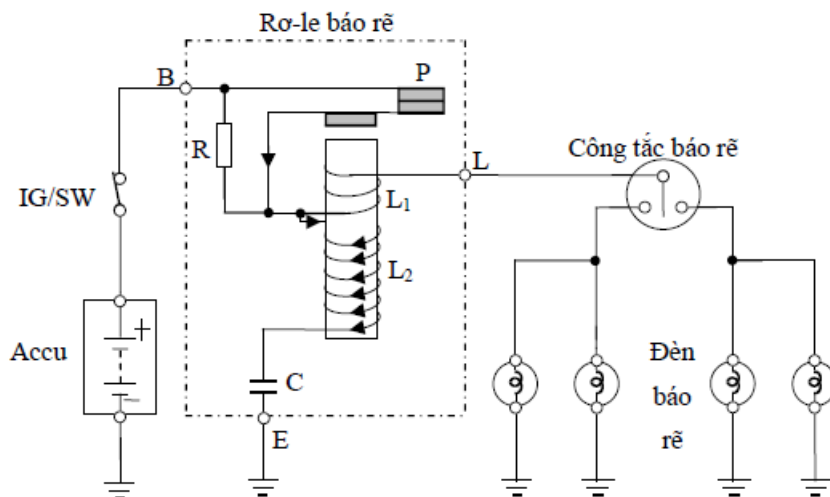 Rơ-le báo rẽ
B
P
R
L
Công tắc báo rẽ
IG/SW
L1
L2
Accu
+
−
C
E
Đèn
báo
rẽ